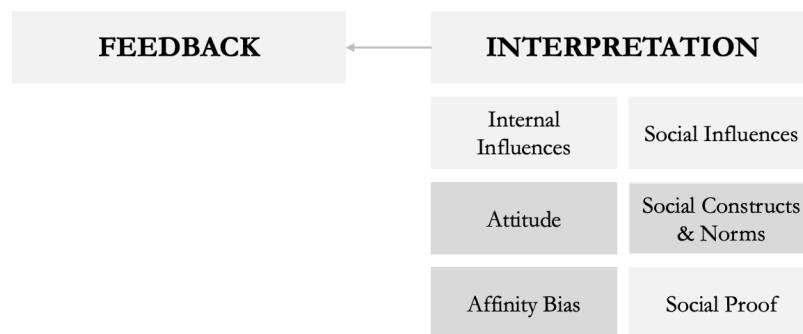 FEEDBACK
INTERPRETATION
Internal
Influences
Social Influences
Attitude
Social Constructs
& Norms
Affinity Bias
Social Proof